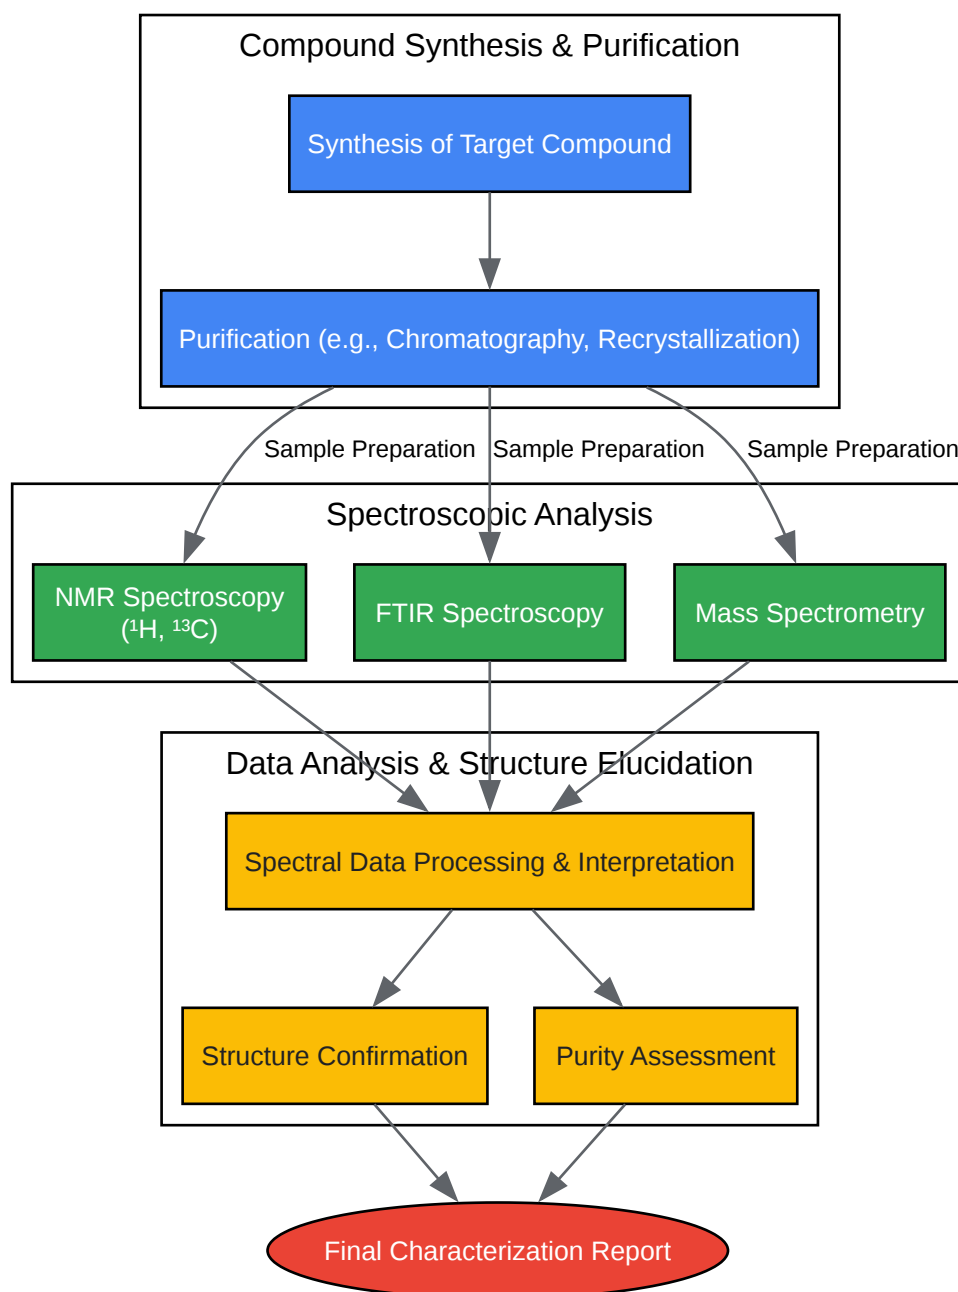 Compound Synthesis & Purification
Synthesis of Target Compound
Purification (e.g., Chromatography, Recrystallization)
Sample Preparation
Sample Preparation
Sample Preparation
Spectroscopic Analysis
NMR Spectroscopy
(¹H, ¹³C)
FTIR Spectroscopy
Mass Spectrometry
Data Analysis & Structure Elucidation
Spectral Data Processing & Interpretation
Structure Confirmation
Purity Assessment
Final Characterization Report